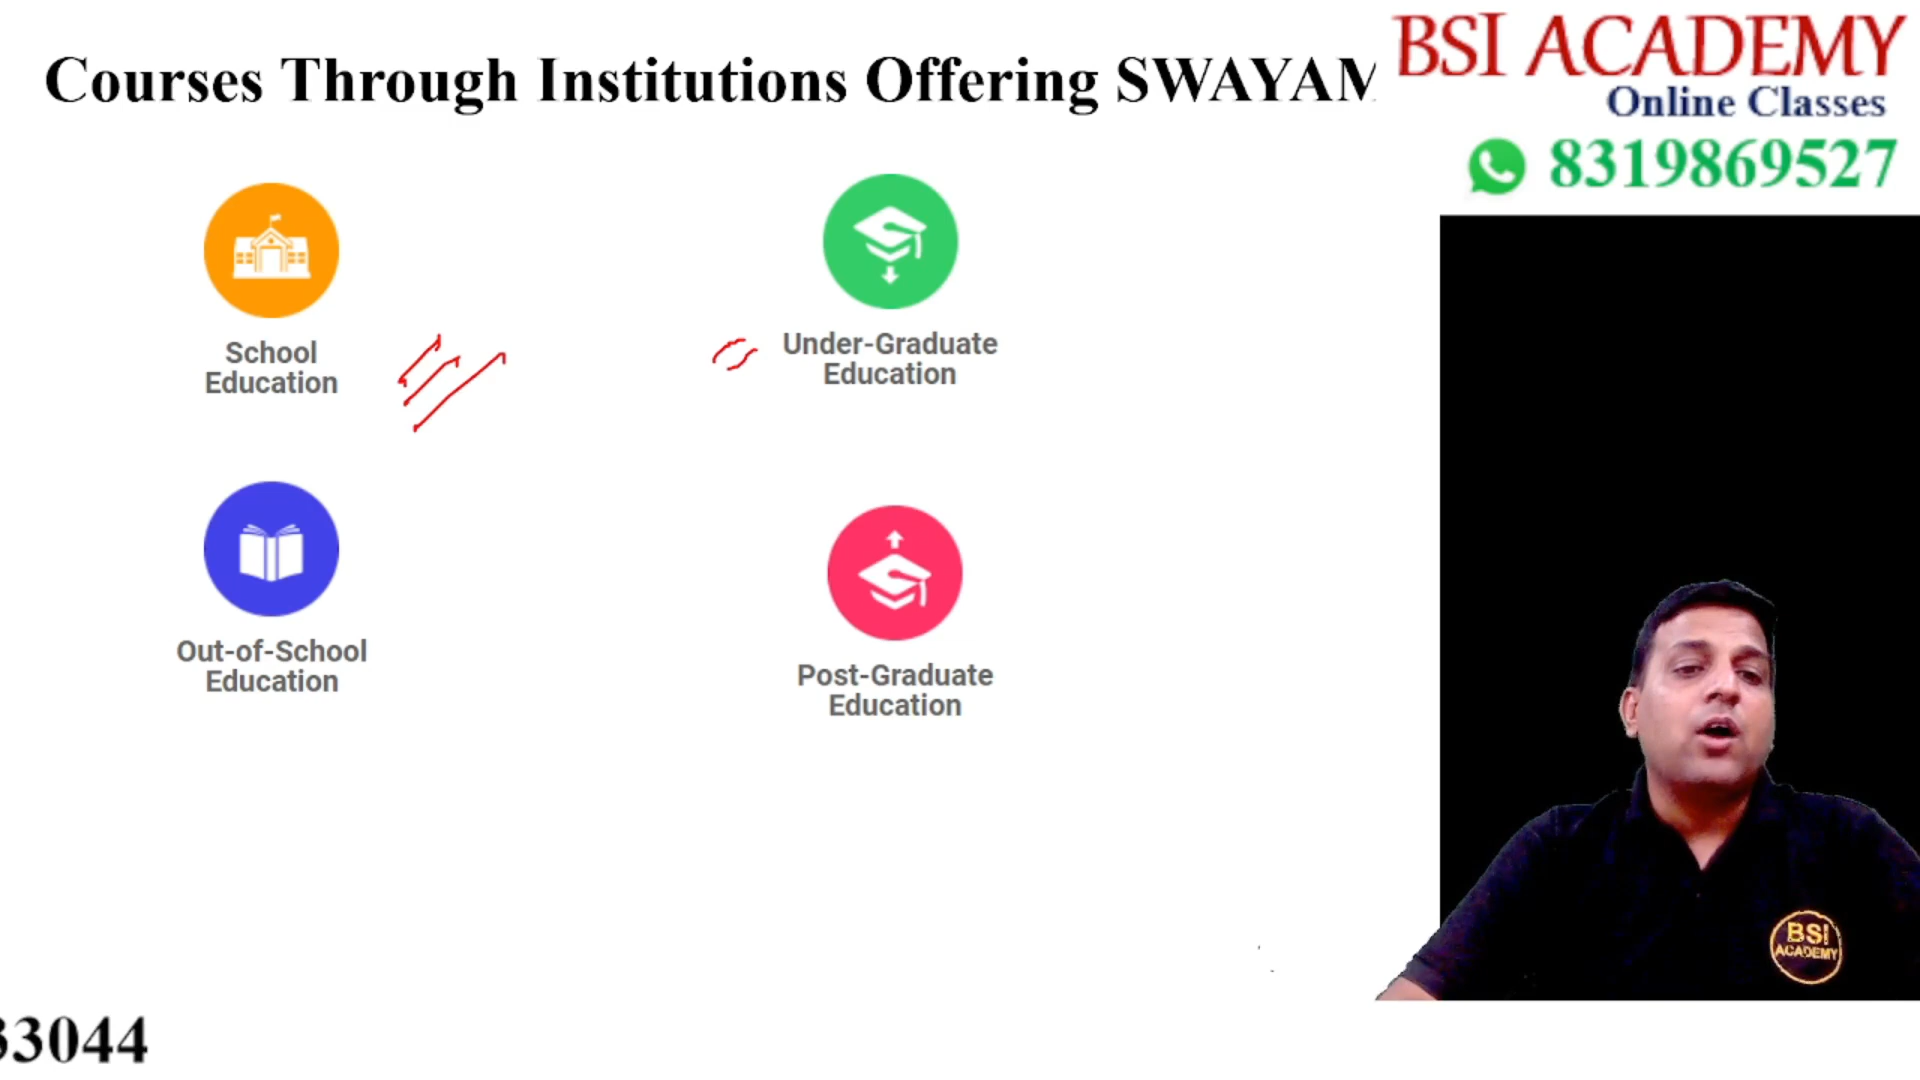 Courses Through Institutions Offering SWAYAM
BSI ACADEMY
Online Classes
8319869527
School
Education
Under-Graduate
Education
Out-of-School
Education
Post-Graduate
Education
BSI
ACADEMY
33044